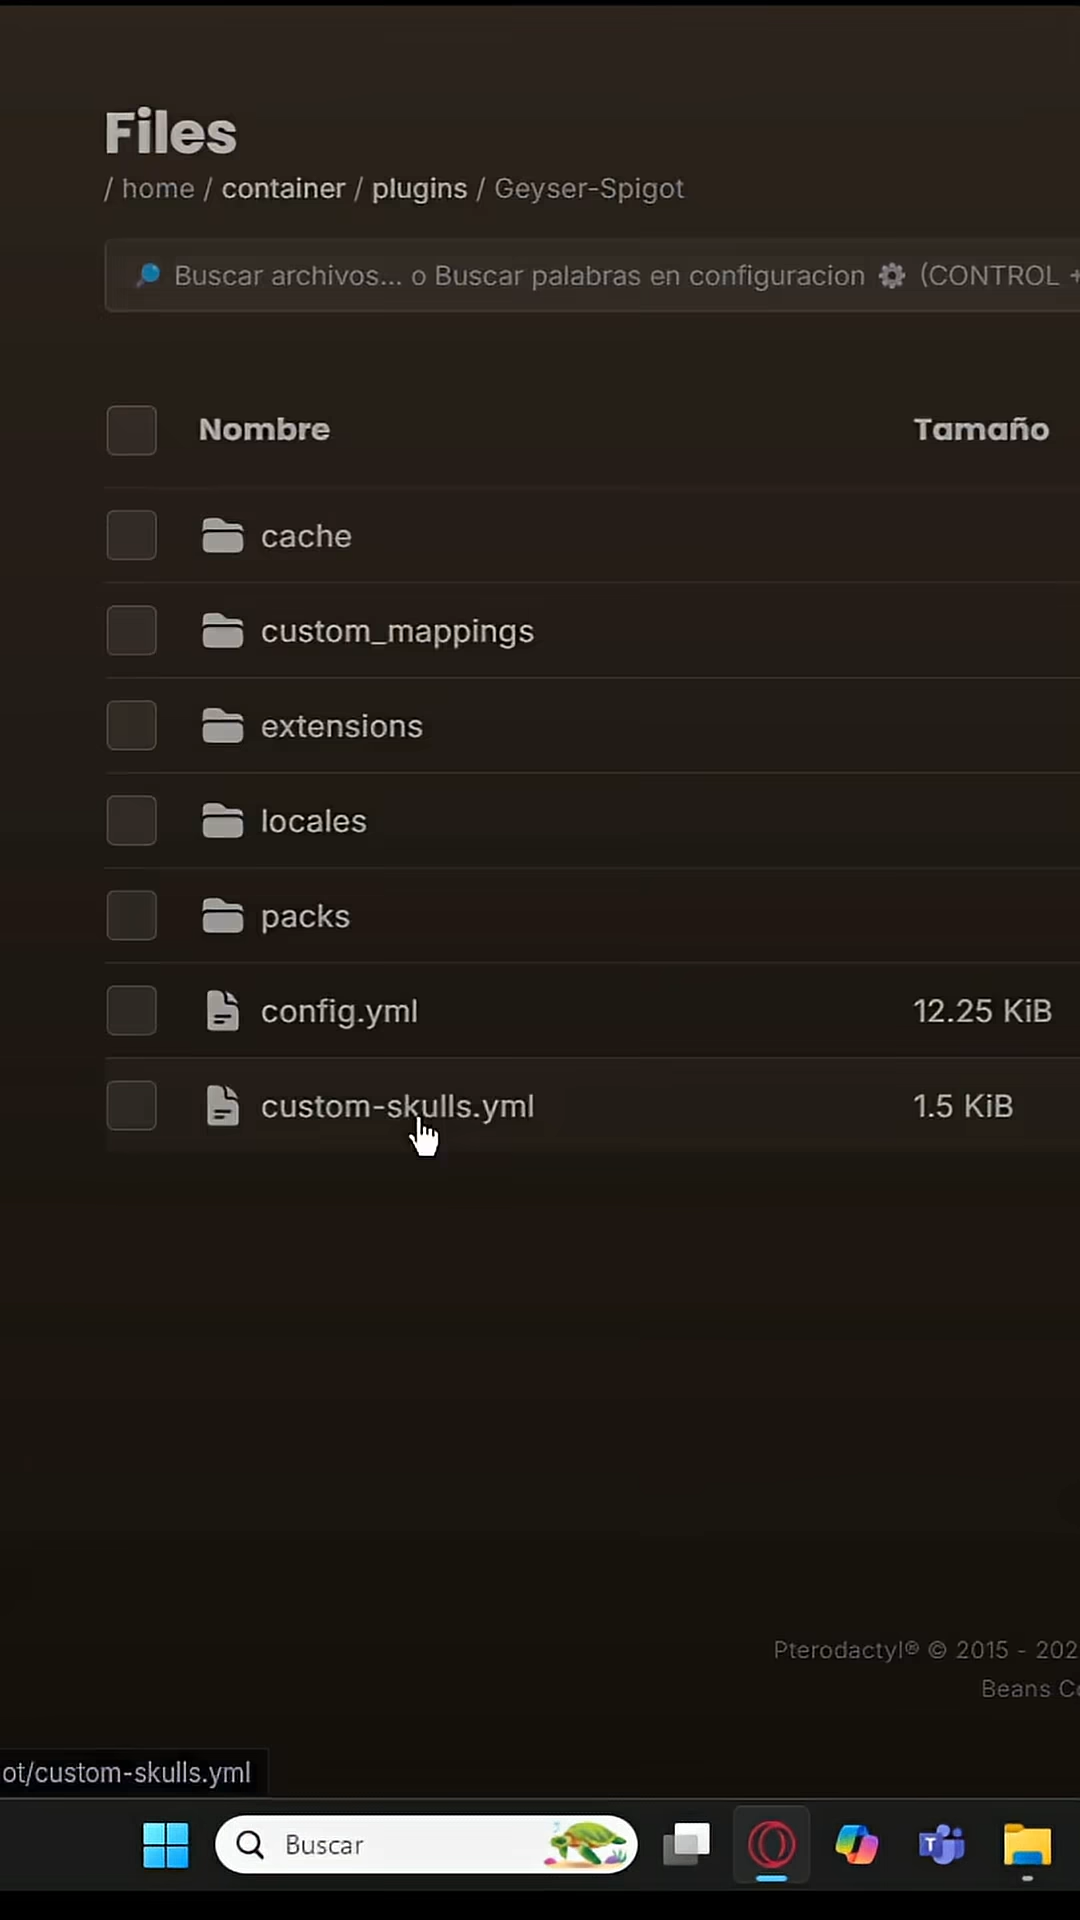 Files
/ home / container / plugins / Geyser-Spigot
Buscar archivos... o Buscar palabras en configuracion (CONTROL +
Nombre Tamaño
cache
custom_mappings
extensions
locales
packs
config.yml 12.25 KiB
custom-skulls.yml 1.5 KiB
Pterodactyl® © 2015 - 202
Beans Co
ot/custom-skulls.yml
Buscar